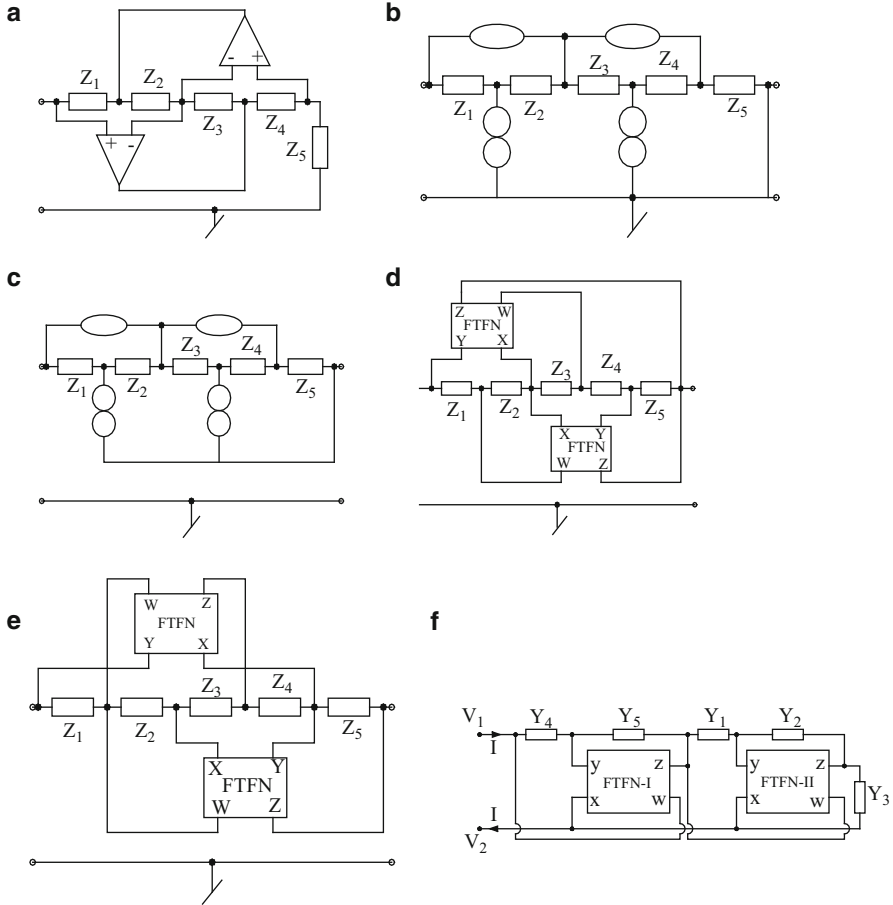 a
- +
Z1 Z2 Z3 Z4
+ -
Z5
b
Z3 Z4
Z1 Z2 Z5
c
Z3 Z4
Z1 Z2 Z5
d
Z W
FTFN
Y X
Z3 Z4
Z1 Z2 Z5
X Y
FTFN
W Z
e
W Z
FTFN
Y X
Z3 Z4
Z1 Z2 Z5
X Y
FTFN
W Z
f
V1 Y4 Y5 Y1 Y2
I
y z y z
FTFN-I FTFN-II
x w x w
Y3
I
V2